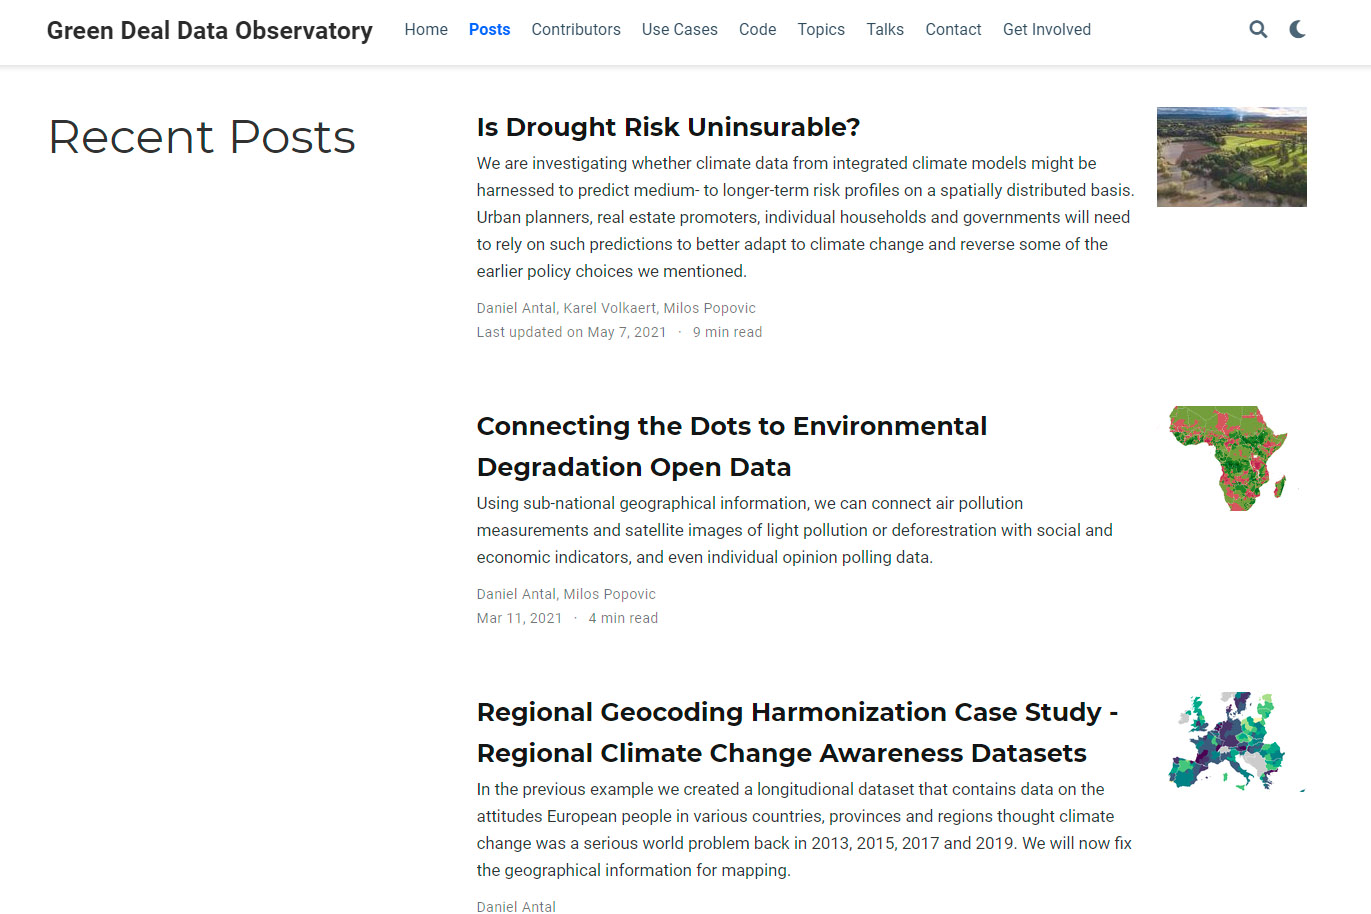 Green Deal Data Observatory Home Posts Contributors Use Cases Code Topics Talks Contact Get Involved
Recent Posts
Is Drought Risk Uninsurable?
We are investigating whether climate data from integrated climate models might be
harnessed to predict medium- to longer-term risk profiles on a spatially distributed basis.
Urban planners, real estate promoters, individual households and governments will need
to rely on such predictions to better adapt to climate change and reverse some of the
earlier policy choices we mentioned.
Daniel Antal, Karel Volkaert, Milos Popovic
Last updated on May 7, 2021 · 9 min read
Connecting the Dots to Environmental
Degradation Open Data
Using sub-national geographical information, we can connect air pollution
measurements and satellite images of light pollution or deforestration with social and
economic indicators, and even individual opinion polling data.
Daniel Antal, Milos Popovic
Mar 11, 2021 · 4 min read
Regional Geocoding Harmonization Case Study -
Regional Climate Change Awareness Datasets
In the previous example we created a longitudional dataset that contains data on the
attitudes European people in various countries, provinces and regions thought climate
change was a serious world problem back in 2013, 2015, 2017 and 2019. We will now fix
the geographical information for mapping.
Daniel Antal